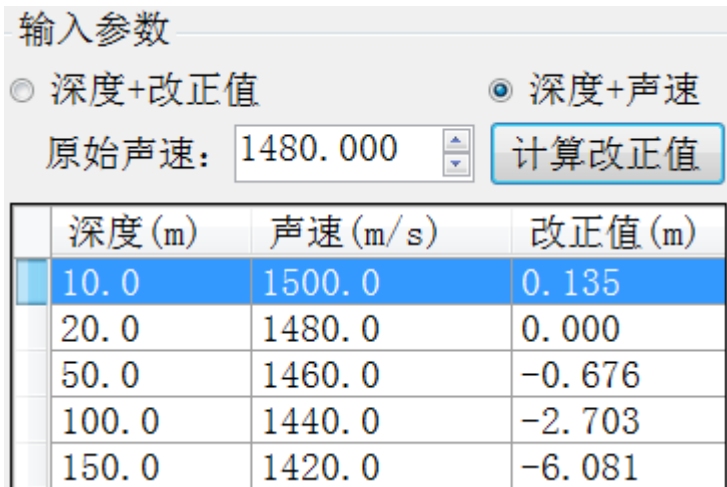 输入参数
深度+改正值 深度+声速
原始声速: 1480.000 计算改正值
深度(m) 声速(m/s) 改正值(m)
10.0 1500.0 0.135
20.0 1480.0 0.000
50.0 1460.0 -0.676
100.0 1440.0 -2.703
150.0 1420.0 -6.081